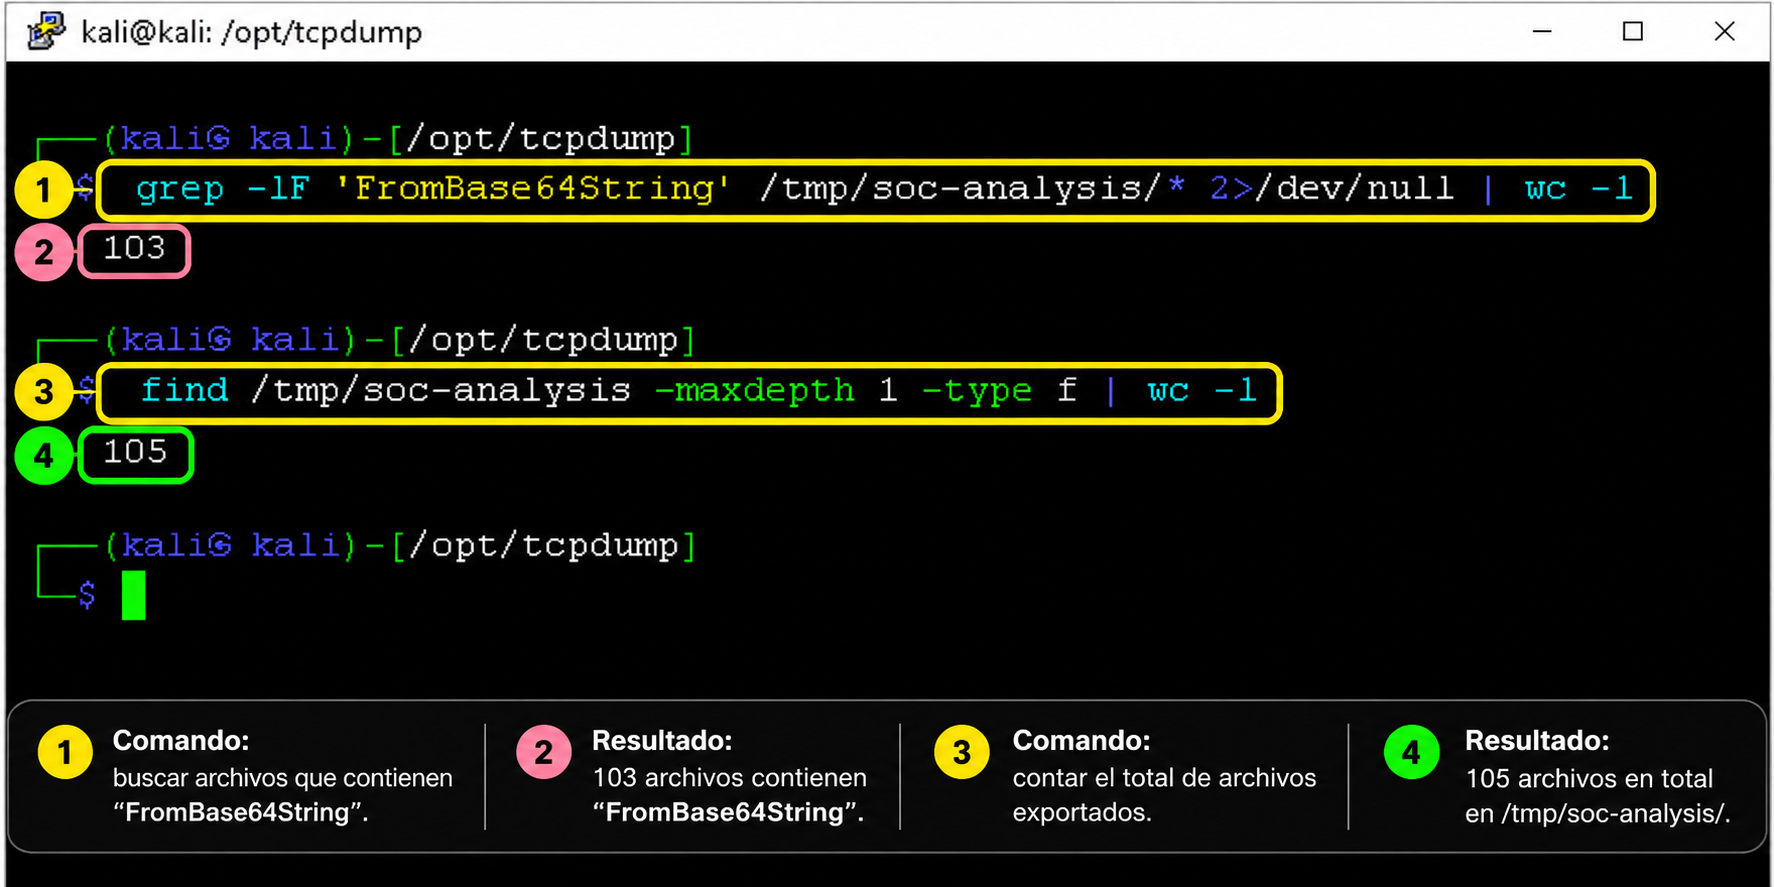 kali@kali: /opt/tcpdump
(kali@ kali)-[/opt/tcpdump]
1 $ grep -lF 'FromBase64String' /tmp/soc-analysis/* 2>/dev/null | wc -l
2 103
(kali@ kali)-[/opt/tcpdump]
3 $ find /tmp/soc-analysis -maxdepth 1 -type f | wc -l
4 105
(kali@ kali)-[/opt/tcpdump]
$
1 Comando:
buscar archivos que contienen
“FromBase64String”.
2 Resultado:
103 archivos contienen
“FromBase64String”.
3 Comando:
contar el total de archivos
exportados.
4 Resultado:
105 archivos en total
en /tmp/soc-analysis/.